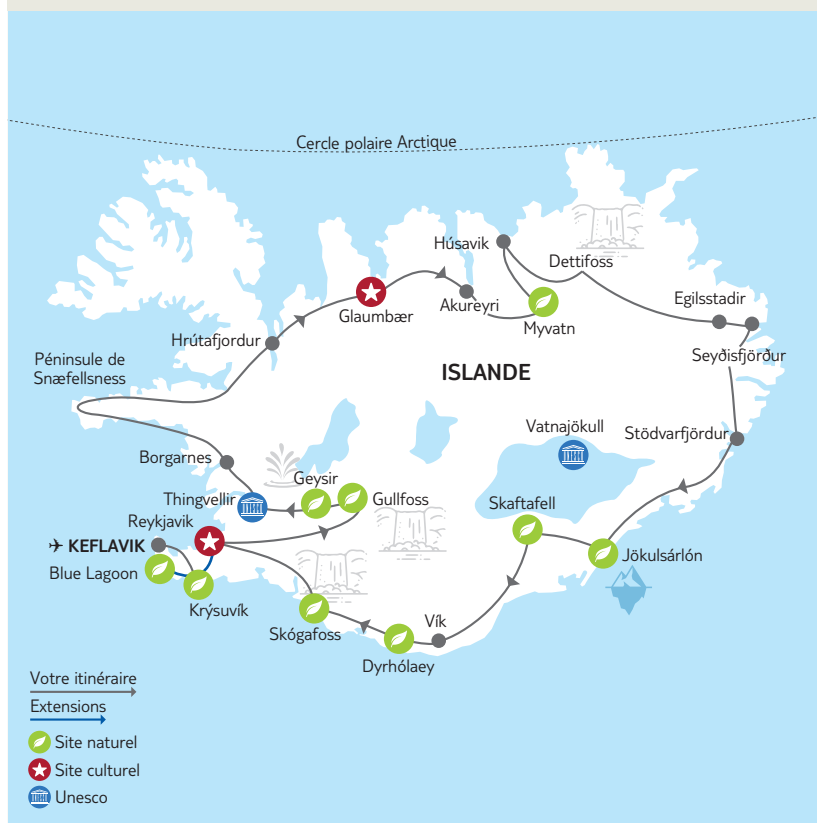 Cercle polaire Arctique
Húsavik
Dettifoss
Glaumbær
Akureyri
Myvatn
Egilsstadir
Seyðisfjörður
Hrútafjordur
Péninsule de
Snæfellsness
ISLANDE
Vatnajökull
Stödvarfjördur
Borgarnes
Geysir
Thingvellir
Gullfoss
Skaftafell
Reykjavik
✈ KEFLAVIK
Blue Lagoon
Jökulsárlón
Krýsuvík
Skógafoss
Vík
Dyrhólaey
Votre itinéraire
Extensions
Site naturel
Site culturel
Unesco